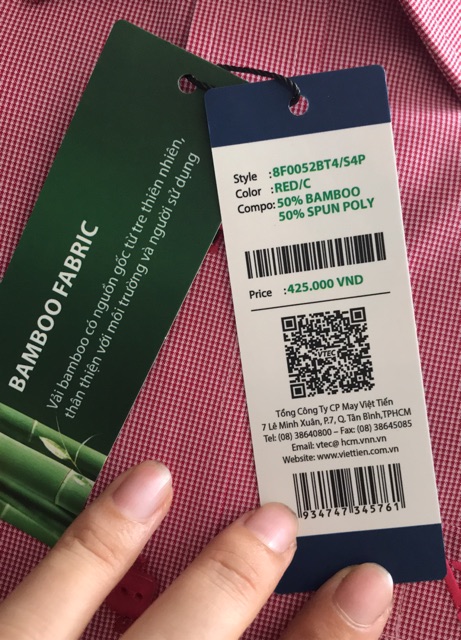 BAMBOO FABRIC
Vải bamboo có nguồn gốc từ tre thiên nhiên,
thân thiện với môi trường và người sử dụng
Style :8F0052BT4/S4P
Color :RED/C
Compo: 50% BAMBOO
50% SPUN POLY
Price :425.000 VND
VTEC
Tổng Công Ty CP May Việt Tiến
7 Lê Minh Xuân, P.7, Q. Tân Bình, TPHCM
Tel: (08) 38640800 – Fax: (08) 38645085
Email: vtec@ hcm.vnn.vn
Website: www.viettien.com.vn
934747 345761